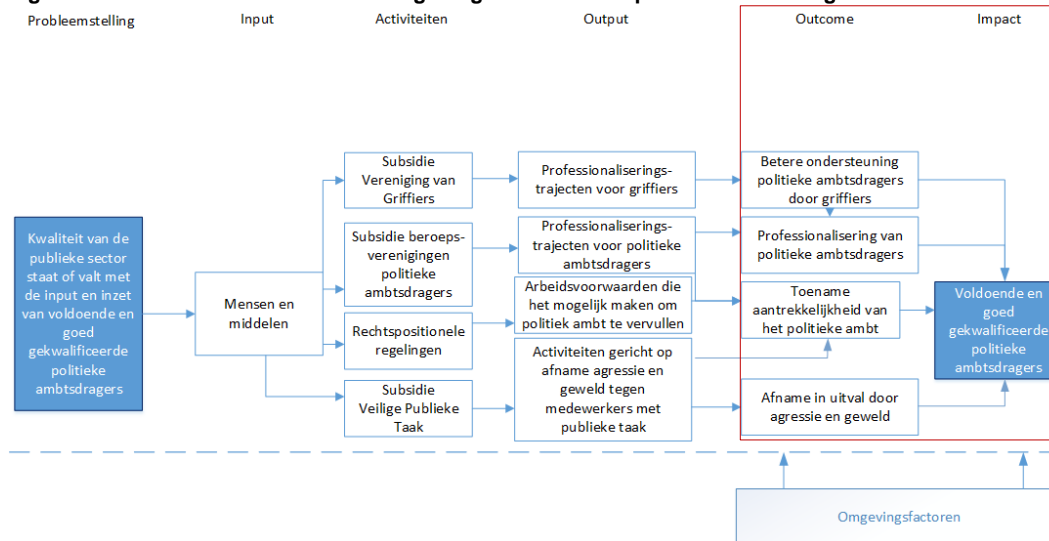 Probleemstelling
Input
Activiteiten
Output
Outcome
Impact
Kwaliteit van de
publieke sector
staat of valt met
de input en inzet
van voldoende en
goed
gekwalificeerde
politieke
ambtsdragers
Mensen en
middelen
Subsidie
Vereniging van
Griffiers
Subsidie beroeps-
verenigingen
politieke
ambtsdragers
Rechtspositionele
regelingen
Subsidie
Veilige Publieke
Taak
Professionaliserings-
trajecten voor griffiers
Professionaliserings-
trajecten voor politieke
ambtsdragers
Arbeidsvoorwaarden die
het mogelijk maken om
politiek ambt te vervullen
Activiteiten gericht op
afname agressie en
geweld tegen
medewerkers met
publieke taak
Betere ondersteuning
politieke ambtsdragers
door griffiers
Professionalisering van
politieke ambtsdragers
Toename
aantrekkelijkheid van
het politieke ambt
Afname in uitval door
agressie en geweld
Voldoende en
goed
gekwalificeerde
politieke
ambtsdragers
Omgevingsfactoren